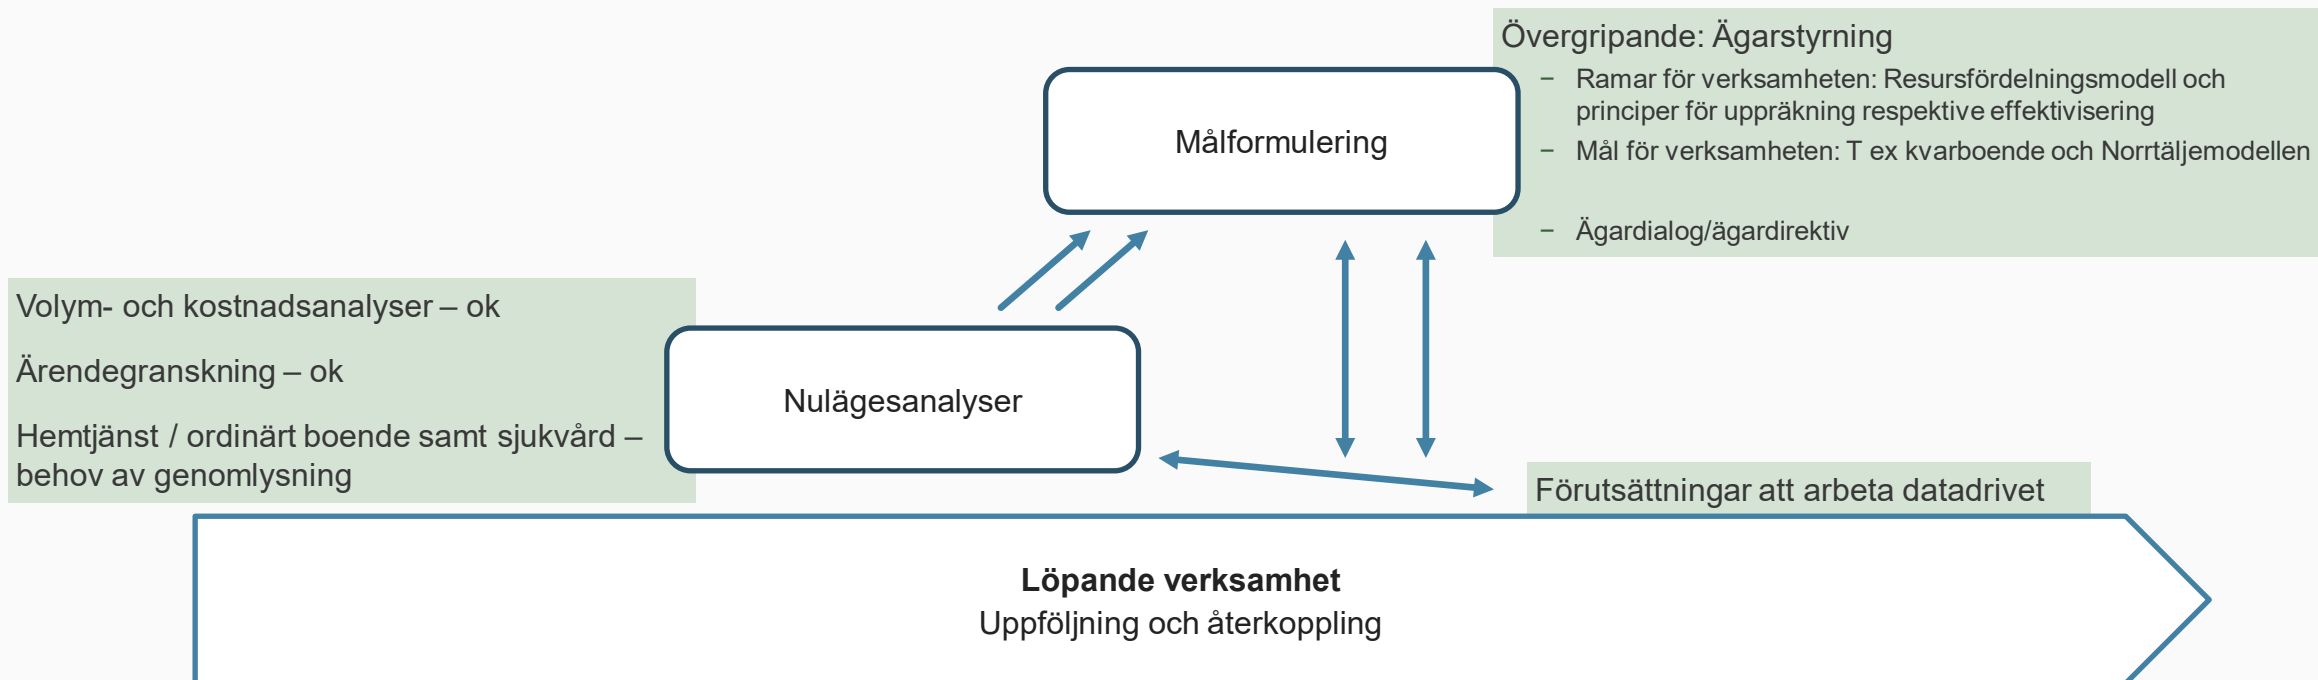 Övergripande: Ägarstyrning
− Ramar för verksamheten: Resursfördelningsmodell och
principer för uppräkning respektive effektivisering
− Mål för verksamheten: T ex kvarboende och Norrtäljemodellen
− Ägardialog/ägardirektiv
Målformulering
Volym- och kostnadsanalyser – ok
Ärendegranskning – ok
Hemtjänst / ordinärt boende samt sjukvård –
behov av genomlysning
Nulägesanalyser
Förutsättningar att arbeta datadrivet
Löpande verksamhet
Uppföljning och återkoppling